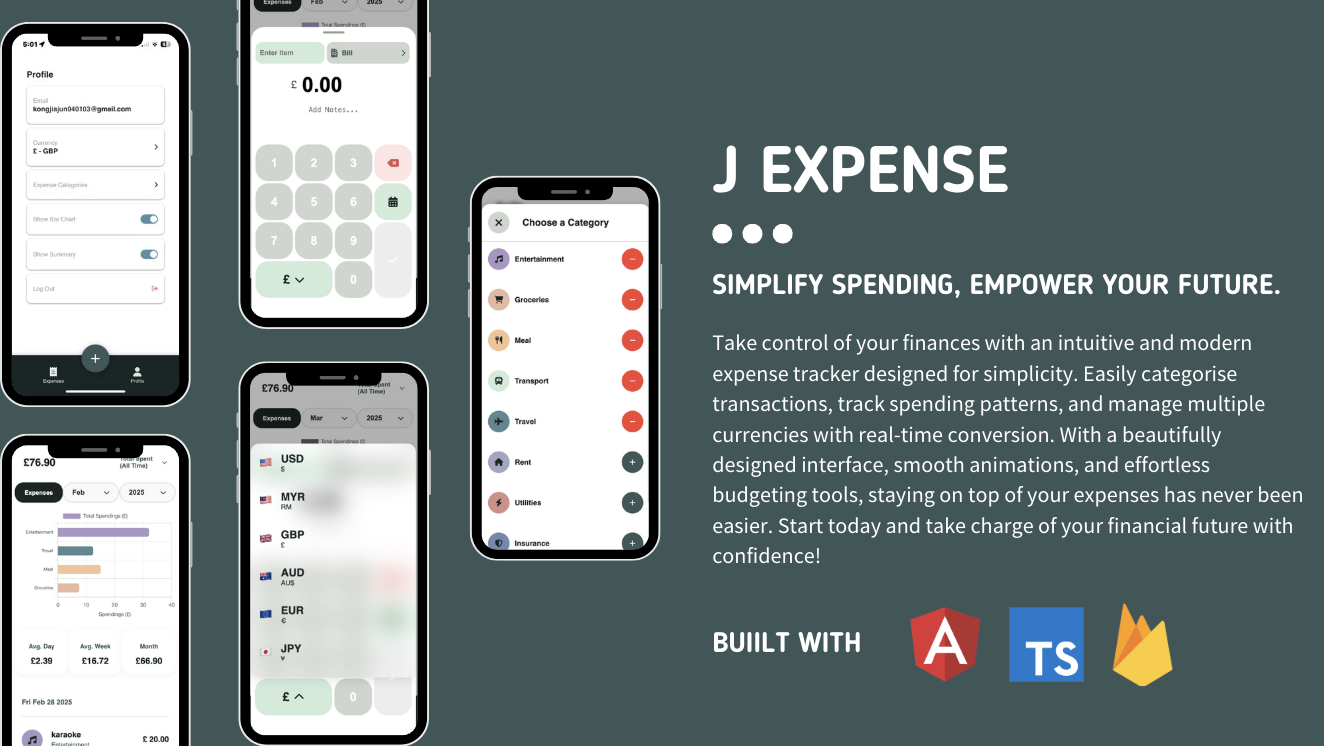 5:01
Profile
Email
kongjiajun040103@gmail.com
Currency
£ - GBP
Expense Categories
Show Bar Chart
Show Summary
Log Out
+
Expenses
Profile
£76.90
Total Spent
(All Time)
Expenses
Feb
2025
Total Spendings (£)
Entertainment
Travel
Meal
Groceries
0 10 20 30 40
Spendings (£)
Avg. Day
£2.39
Avg. Week
£16.72
Month
£66.90
Fri Feb 28 2025
karaoke
Entertainment
£ 20.00
Expenses
Feb
2025
Total Spendings (£)
Enter Item
Bill
£ 0.00
Add Notes...
1 2 3
4 5 6
7 8 9
£ 0
£76.90
Total Spent
(All Time)
Expenses
Mar
2025
Total Spendings (£)
USD
$
MYR
RM
GBP
£
AUD
AU$
EUR
€
JPY
¥
£ 0
Choose a Category
Entertainment
Groceries
Meal
Transport
Travel
Rent
Utilities
Insurance
J EXPENSE
SIMPLIFY SPENDING, EMPOWER YOUR FUTURE.
Take control of your finances with an intuitive and modern
expense tracker designed for simplicity. Easily categorise
transactions, track spending patterns, and manage multiple
currencies with real-time conversion. With a beautifully
designed interface, smooth animations, and effortless
budgeting tools, staying on top of your expenses has never been
easier. Start today and take charge of your financial future with
confidence!
BUIILT WITH
A
TS